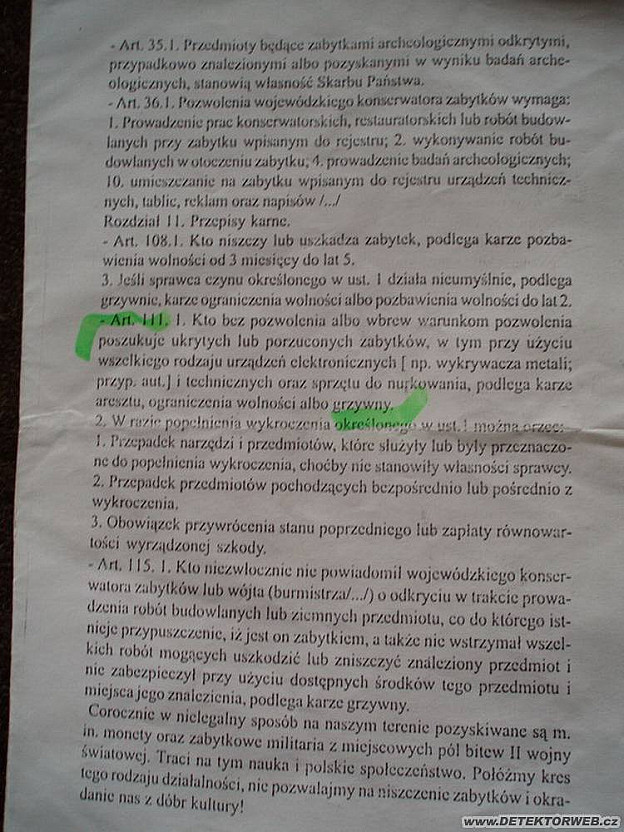 - Art. 35.1. Przedmioty będące zabytkami archeologicznymi odkrytymi,
przypadkowo znalezionymi albo pozyskanymi w wyniku badań arche-
ologicznych, stanowią własność Skarbu Państwa.
- Art. 36.1. Pozwolenia wojewódzkiego konserwatora zabytków wymaga:
1. Prowadzenie prac konserwatorskich, restauratorskich lub robót budow-
lanych przy zabytku wpisanym do rejestru; 2. wykonywanie robót bu-
dowlanych w otoczeniu zabytku; 4. prowadzenie badań archeologicznych;
10. umieszczanie na zabytku wpisanym do rejestru urządzeń technicz-
nych, tablic, reklam oraz napisów /.../
Rozdział 11. Przepisy karne.
- Art. 108.1. Kto niszczy lub uszkadza zabytek, podlega karze pozba-
wienia wolności od 3 miesięcy do lat 5.
3. Jeśli sprawca czynu określonego w ust. 1 działa nieumyślnie, podlega
grzywnie, karze ograniczenia wolności albo pozbawienia wolności do lat 2.
- Art. 111. 1. Kto bez pozwolenia albo wbrew warunkom pozwolenia
poszukuje ukrytych lub porzuconych zabytków, w tym przy użyciu
wszelkiego rodzaju urządzeń elektronicznych [ np. wykrywacza metali;
przyp. aut.] i technicznych oraz sprzętu do nurkowania, podlega karze
aresztu, ograniczenia wolności albo grzywny.
2. W razie popełnienia wykroczenia określonego w ust.1 można orzec:
1. Przepadek narzędzi i przedmiotów, które służyły lub były przeznaczo-
ne do popełnienia wykroczenia, choćby nie stanowiły własności sprawcy.
2. Przepadek przedmiotów pochodzących bezpośrednio lub pośrednio z
wykroczenia.
3. Obowiązek przywrócenia stanu poprzedniego lub zapłaty równowar-
tości wyrządzonej szkody.
- Art. 115. 1. Kto niezwłocznie nie powiadomił wojewódzkiego konser-
watora zabytków lub wójta (burmistrza/.../) o odkryciu w trakcie prowa-
dzenia robót budowlanych lub ziemnych przedmiotu, co do którego ist-
nieje przypuszczenie, iż jest on zabytkiem, a także nie wstrzymał wszel-
kich robót mogących uszkodzić lub zniszczyć znaleziony przedmiot i
nie zabezpieczył przy użyciu dostępnych środków tego przedmiotu i
miejsca jego znalezienia, podlega karze grzywny.
Corocznie w nielegalny sposób na naszym terenie pozyskiwane są m.
in. monety oraz zabytkowe militaria z miejscowych pól bitew II wojny
światowej. Traci na tym nauka i polskie społeczeństwo. Połóżmy kres
tego rodzaju działalności, nie pozwalajmy na niszczenie zabytków i okra-
danie nas z dóbr kultury!
www.DETEKTORWEB.cz